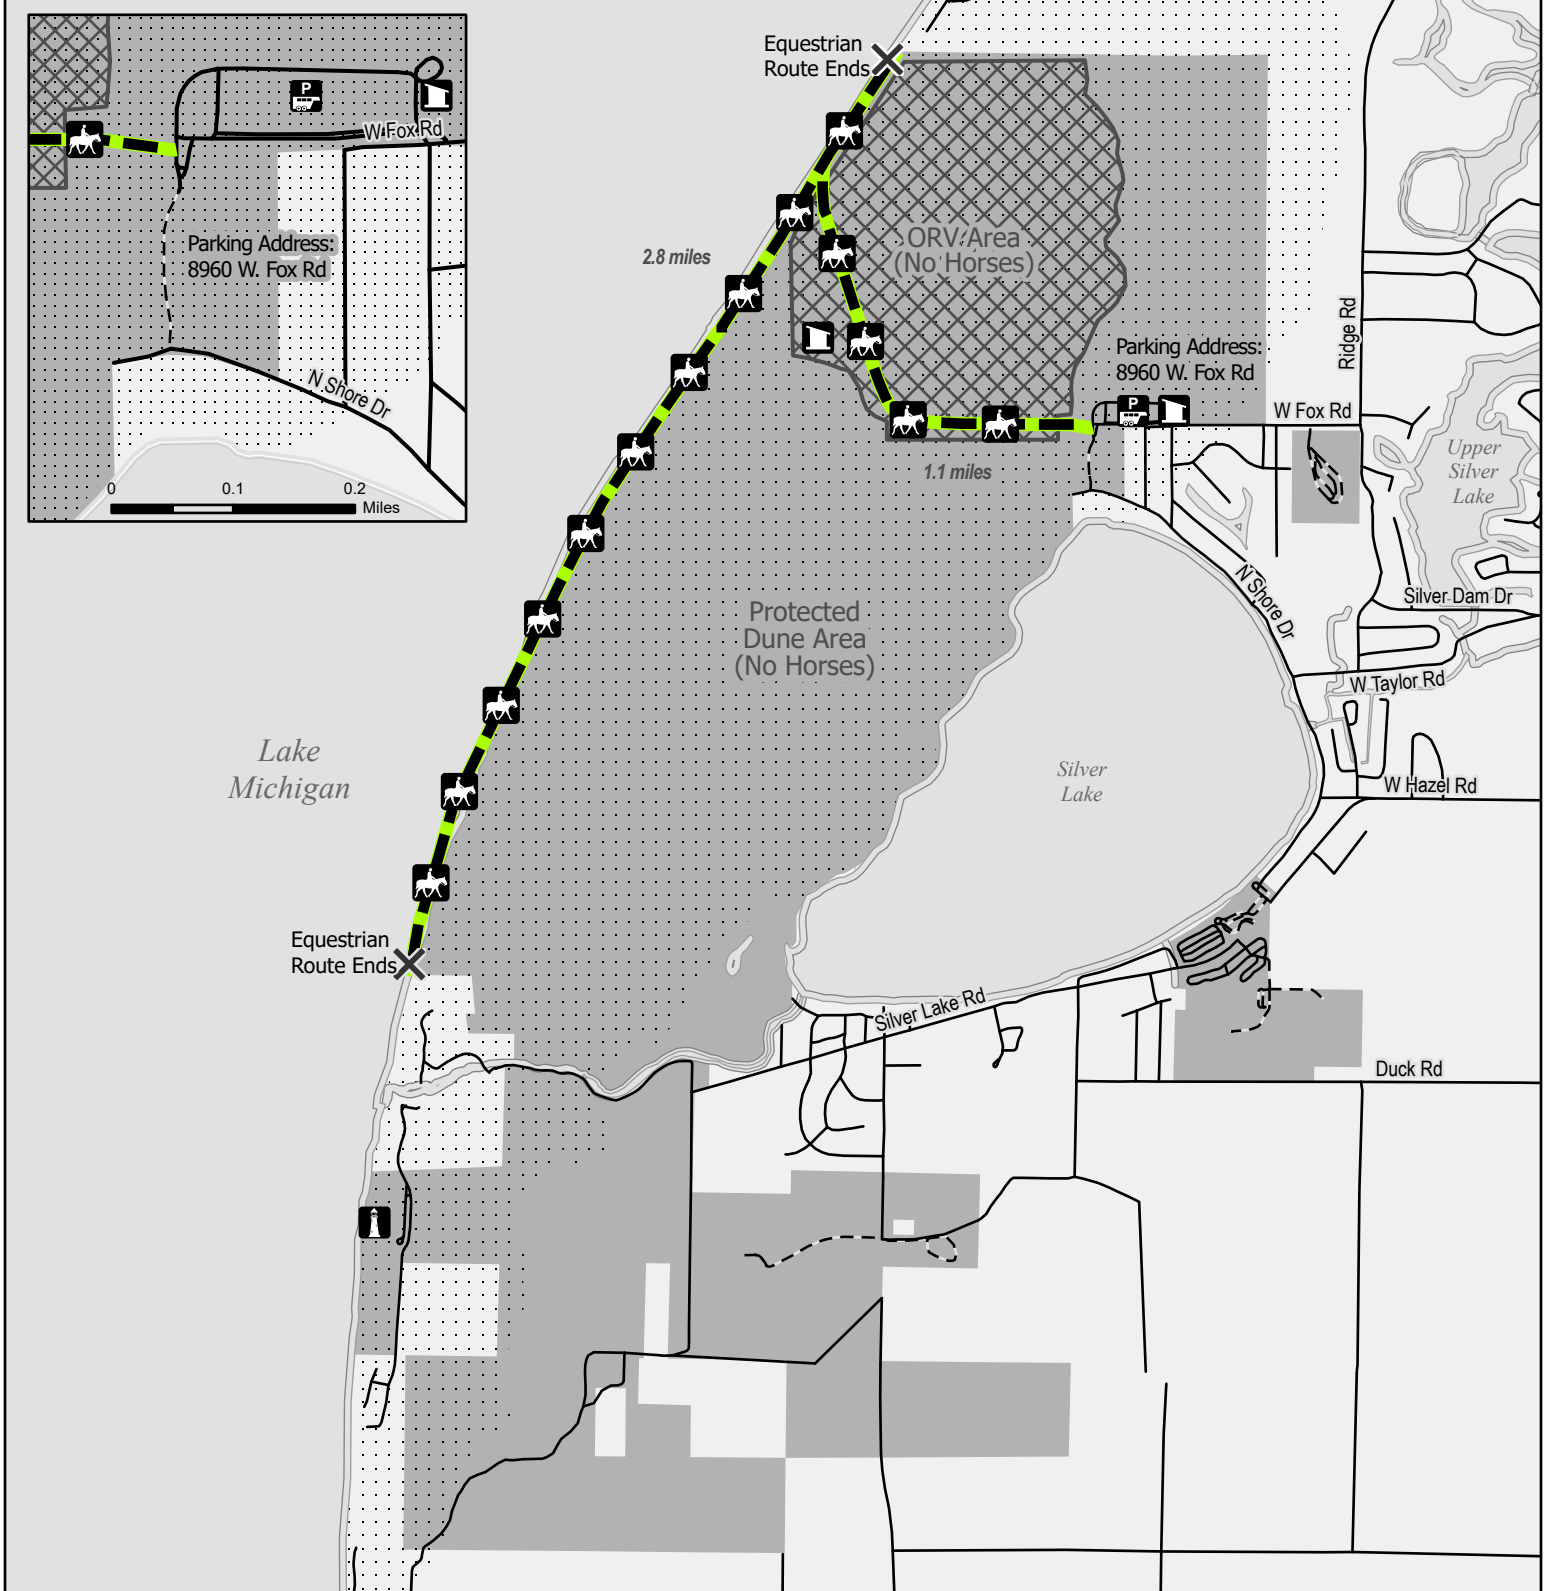 Equestrian
Route Ends
P
W Fox Rd
Parking Address:
8960 W. Fox Rd
N Shore Dr
0
0.1
0.2
Miles
2.8 miles
ORV Area
(No Horses)
Ridge Rd
Parking Address:
8960 W. Fox Rd
P
W Fox Rd
1.1 miles
Upper
Silver
Lake
N Shore Dr
Silver Dam Dr
Protected
Dune Area
(No Horses)
W Taylor Rd
Lake
Michigan
Silver
Lake
W Hazel Rd
Equestrian
Route Ends
Silver Lake Rd
Duck Rd